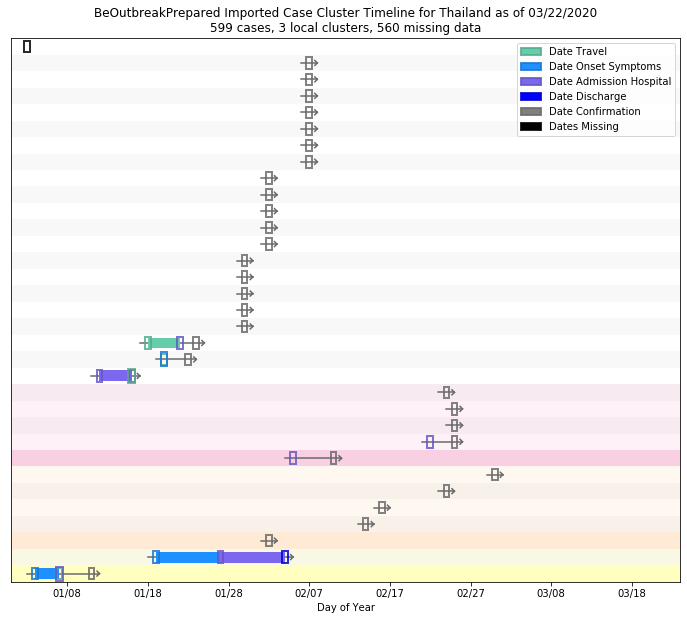 BeOutbreakPrepared Imported Case Cluster Timeline for Thailand as of 03/22/2020
599 cases, 3 local clusters, 560 missing data
Date Travel
Date Onset Symptoms
Date Admission Hospital
Date Discharge
Date Confirmation
Dates Missing
01/08 01/18 01/28 02/07 02/17 02/27 03/08 03/18
Day of Year